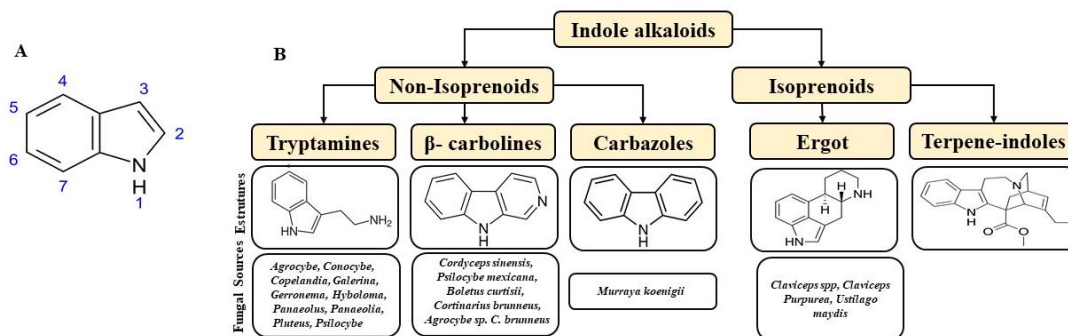 A
4
3
5
2
6
7
N
H
1
B
Indole alkaloids
Non-Isoprenoids
Isoprenoids
Tryptamines
β- carbolines
Carbazoles
Ergot
Terpene-indoles
Estrutures
NH2
HN
N
N
H
N
H
H
NH
H
HN
N
N
H
O
O
Fungal Sources
Agrocybe, Conocybe,
Copelandia, Galerina,
Gerronema, Hyboloma,
Panaeolus, Panaeolia,
Pluteus, Psilocybe
Cordyceps sinensis,
Psilocybe mexicana,
Boletus curtisii,
Cortinarius brunneus,
Agrocybe sp. C. brunneus
Murraya koenigii
Claviceps spp, Claviceps
Purpurea, Ustilago
maydis